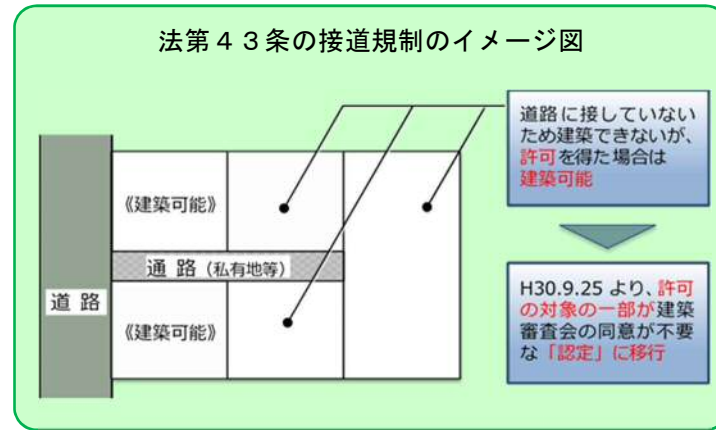 法第４３条の接道規制のイメージ図
道路に接していない
ため建築できないが、
許可を得た場合は
建築可能
《建築可能》
通 路（私有地等）
道 路
《建築可能》
H30.9.25 より、許可
の対象の一部が建築
審査会の同意が不要
な「認定」に移行